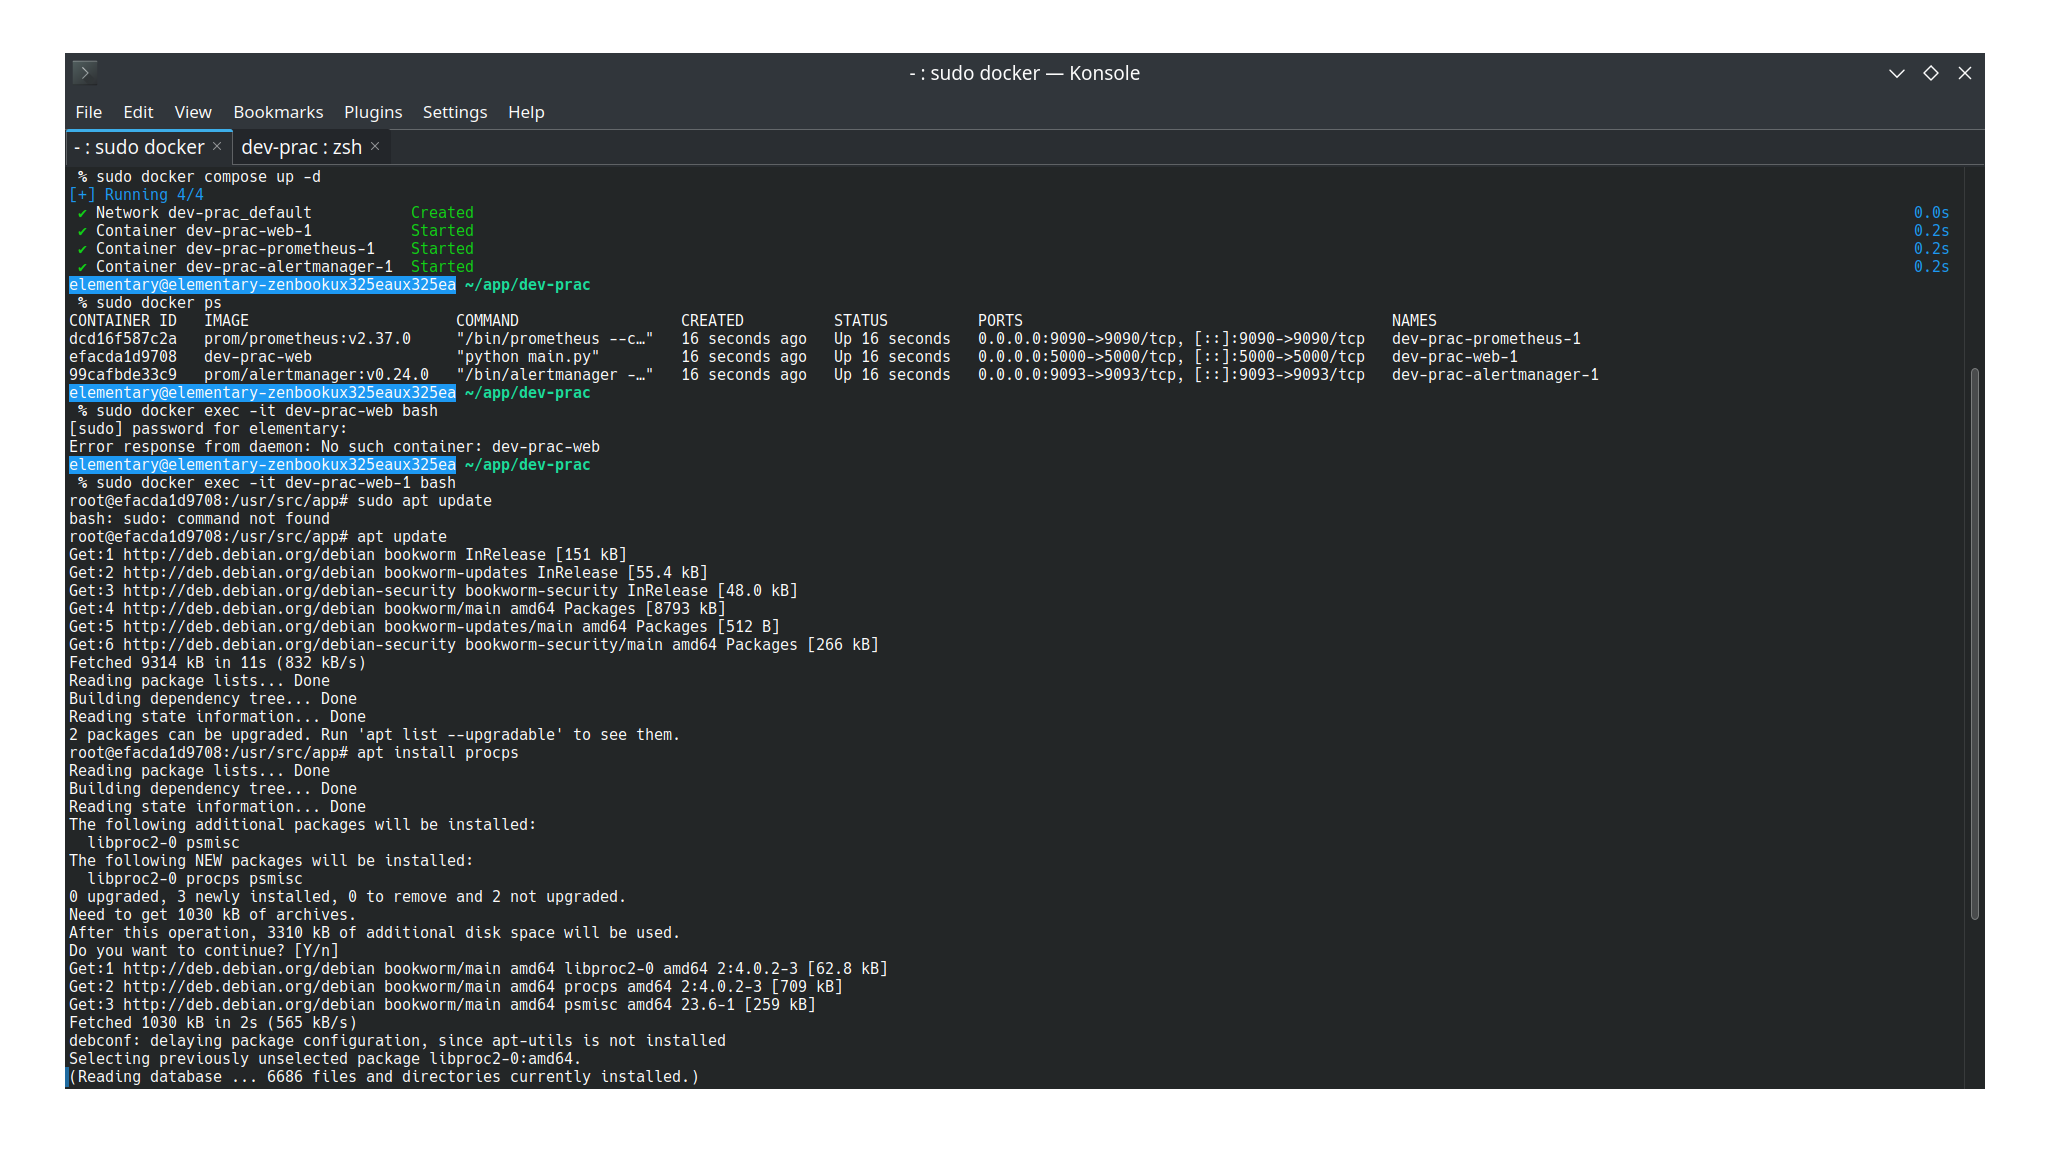 - : sudo docker — Konsole
File Edit View Bookmarks Plugins Settings Help
- : sudo docker × dev-prac : zsh ×
% sudo docker compose up -d
[+] Running 4/4
✔ Network dev-prac_default Created 0.0s
✔ Container dev-prac-web-1 Started 0.2s
✔ Container dev-prac-prometheus-1 Started 0.2s
✔ Container dev-prac-alertmanager-1 Started 0.2s
elementary@elementary-zenbookux325eaux325ea ~/app/dev-prac
% sudo docker ps
CONTAINER ID IMAGE COMMAND CREATED STATUS PORTS NAMES
dcd16f587c2a prom/prometheus:v2.37.0 "/bin/prometheus --c…" 16 seconds ago Up 16 seconds 0.0.0.0:9090->9090/tcp, [::]:9090->9090/tcp dev-prac-prometheus-1
efacda1d9708 dev-prac-web "python main.py" 16 seconds ago Up 16 seconds 0.0.0.0:5000->5000/tcp, [::]:5000->5000/tcp dev-prac-web-1
99cafbde33c9 prom/alertmanager:v0.24.0 "/bin/alertmanager -…" 16 seconds ago Up 16 seconds 0.0.0.0:9093->9093/tcp, [::]:9093->9093/tcp dev-prac-alertmanager-1
elementary@elementary-zenbookux325eaux325ea ~/app/dev-prac
% sudo docker exec -it dev-prac-web bash
[sudo] password for elementary:
Error response from daemon: No such container: dev-prac-web
elementary@elementary-zenbookux325eaux325ea ~/app/dev-prac
% sudo docker exec -it dev-prac-web-1 bash
root@efacda1d9708:/usr/src/app# sudo apt update
bash: sudo: command not found
root@efacda1d9708:/usr/src/app# apt update
Get:1 http://deb.debian.org/debian bookworm InRelease [151 kB]
Get:2 http://deb.debian.org/debian bookworm-updates InRelease [55.4 kB]
Get:3 http://deb.debian.org/debian-security bookworm-security InRelease [48.0 kB]
Get:4 http://deb.debian.org/debian bookworm/main amd64 Packages [8793 kB]
Get:5 http://deb.debian.org/debian bookworm-updates/main amd64 Packages [512 B]
Get:6 http://deb.debian.org/debian-security bookworm-security/main amd64 Packages [266 kB]
Fetched 9314 kB in 11s (832 kB/s)
Reading package lists... Done
Building dependency tree... Done
Reading state information... Done
2 packages can be upgraded. Run 'apt list --upgradable' to see them.
root@efacda1d9708:/usr/src/app# apt install procps
Reading package lists... Done
Building dependency tree... Done
Reading state information... Done
The following additional packages will be installed:
libproc2-0 psmisc
The following NEW packages will be installed:
libproc2-0 procps psmisc
0 upgraded, 3 newly installed, 0 to remove and 2 not upgraded.
Need to get 1030 kB of archives.
After this operation, 3310 kB of additional disk space will be used.
Do you want to continue? [Y/n]
Get:1 http://deb.debian.org/debian bookworm/main amd64 libproc2-0 amd64 2:4.0.2-3 [62.8 kB]
Get:2 http://deb.debian.org/debian bookworm/main amd64 procps amd64 2:4.0.2-3 [709 kB]
Get:3 http://deb.debian.org/debian bookworm/main amd64 psmisc amd64 23.6-1 [259 kB]
Fetched 1030 kB in 2s (565 kB/s)
debconf: delaying package configuration, since apt-utils is not installed
Selecting previously unselected package libproc2-0:amd64.
(Reading database ... 6686 files and directories currently installed.)